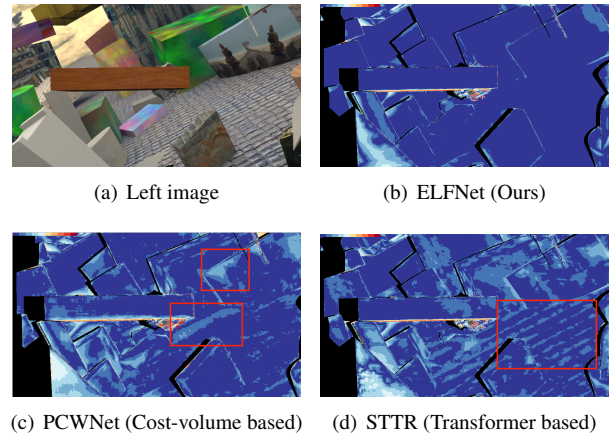 (a) Left image
(b) ELFNet (Ours)
(c) PCWNet (Cost-volume based)
(d) STTR (Transformer based)